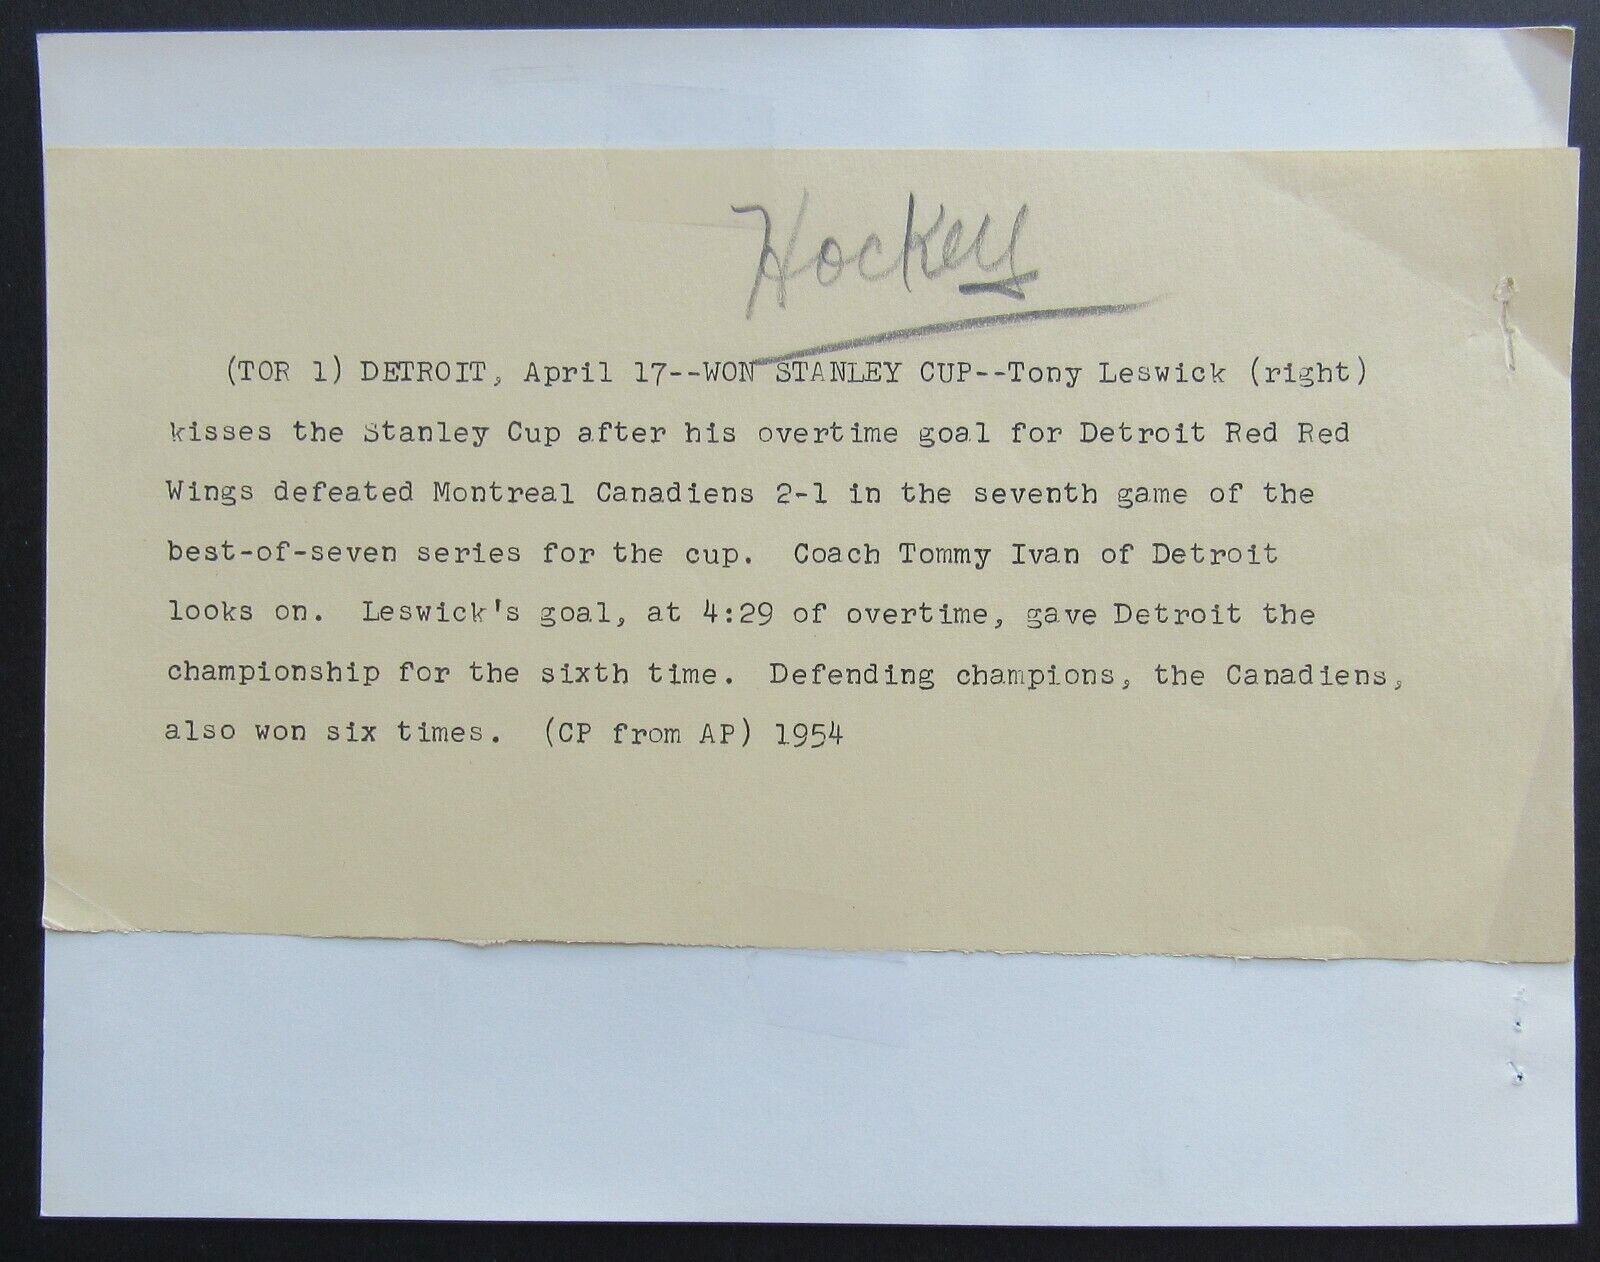 Hockey
(TOR 1) DETROIT, April 17--WON STANLEY CUP--Tony Leswick (right)
kisses the Stanley Cup after his overtime goal for Detroit Red Red
Wings defeated Montreal Canadiens 2-1 in the seventh game of the
best-of-seven series for the cup. Coach Tommy Ivan of Detroit
looks on. Leswick's goal, at 4:29 of overtime, gave Detroit the
championship for the sixth time. Defending champions, the Canadiens,
also won six times. (CP from AP) 1954